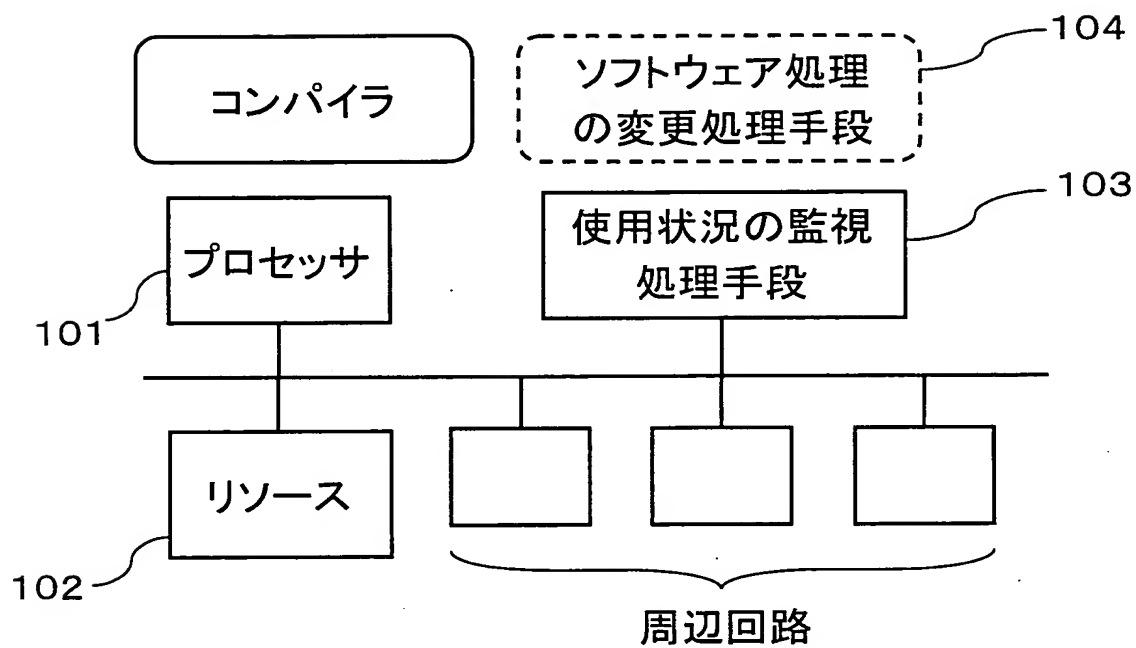 コンパイラ
ソフトウェア処理
の変更処理手段
104
プロセッサ
101
使用状況の監視
処理手段
103
リソース
102
周辺回路